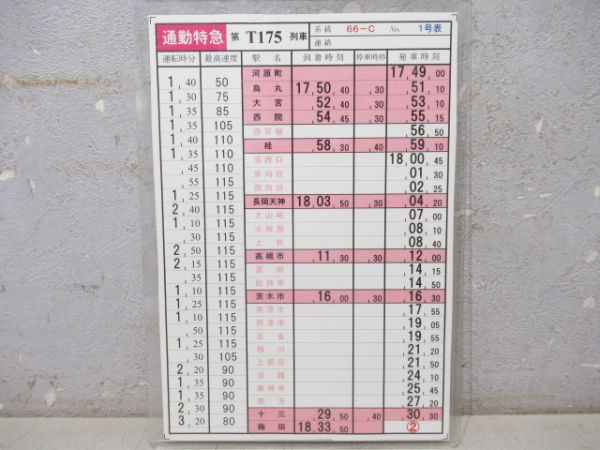 通勤特急 第 T175 列車 系統 66-C No. 1号表
連絡
運転時分 最高速度 駅名 到着時刻 停車時秒 発車時刻
河原町 17,49,00
1,40 50 烏丸 17,50,40 ,30 ,51,10
1,30 75 大宮 ,52,40 ,30 ,53,10
1,35 85 西院 ,54,45 ,30 ,55,15
1,35 105 西京極 ,56,50
1,40 110 桂 ,58,30 ,40 ,59,10
1,35 110 洛西口 18,00,45
,45 115 東向日 ,01,30
,55 115 西向日 ,02,25
1,25 115 長岡天神 18,03,50 ,30 ,04,20
2,40 115 大山崎 ,07,00
1,10 115 水無瀬 ,08,10
,30 115 上牧 ,08,40
2,50 115 高槻市 ,11,30 ,30 ,12,00
2,15 115 富田 ,14,15
,35 115 総持寺 ,14,50
1,10 115 茨木市 ,16,00 ,30 ,16,30
1,25 115 南茨木 ,17,55
1,10 115 摂津市 ,19,05
,50 115 正雀 ,19,55
1,25 115 相川 ,21,20
,30 105 上新庄 ,21,50
2,20 90 淡路 ,24,10
1,35 90 崇禅寺 ,25,45
1,35 90 南方 ,27,20
2,30 90 十三 ,29,50 ,40 ,30,30
3,20 80 梅田 18,33,50 ②